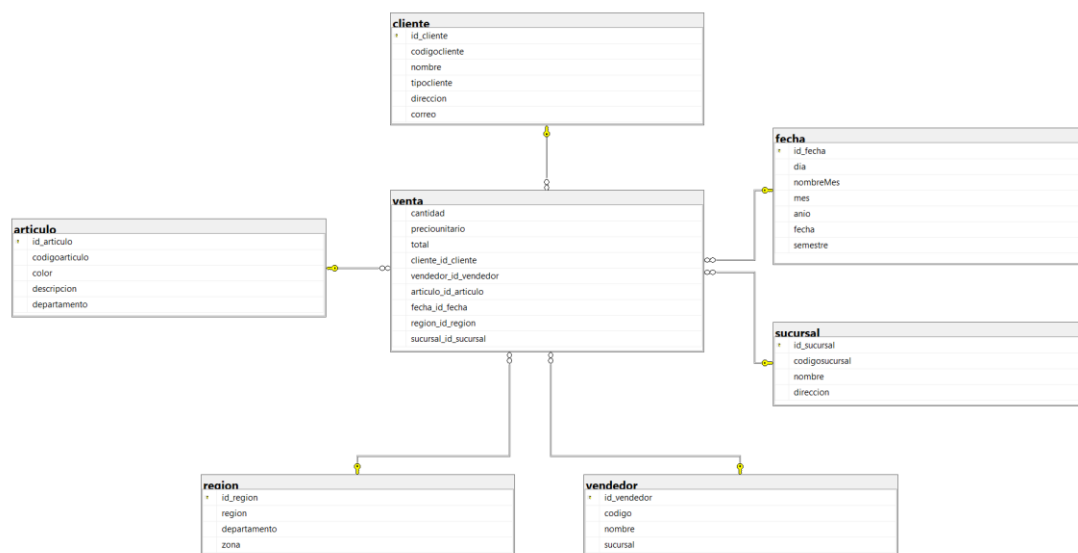 cliente
id_cliente
codigocliente
nombre
tipocliente
direccion
correo
fecha
id_fecha
dia
nombreMes
mes
anio
fecha
semestre
venta
cantidad
preciounitario
total
cliente_id_cliente
vendedor_id_vendedor
articulo_id_articulo
fecha_id_fecha
region_id_region
sucursal_id_sucursal
articulo
id_articulo
codigoarticulo
color
descripcion
departamento
sucursal
id_sucursal
codigosucursal
nombre
direccion
region
id_region
region
departamento
zona
vendedor
id_vendedor
codigo
nombre
sucursal